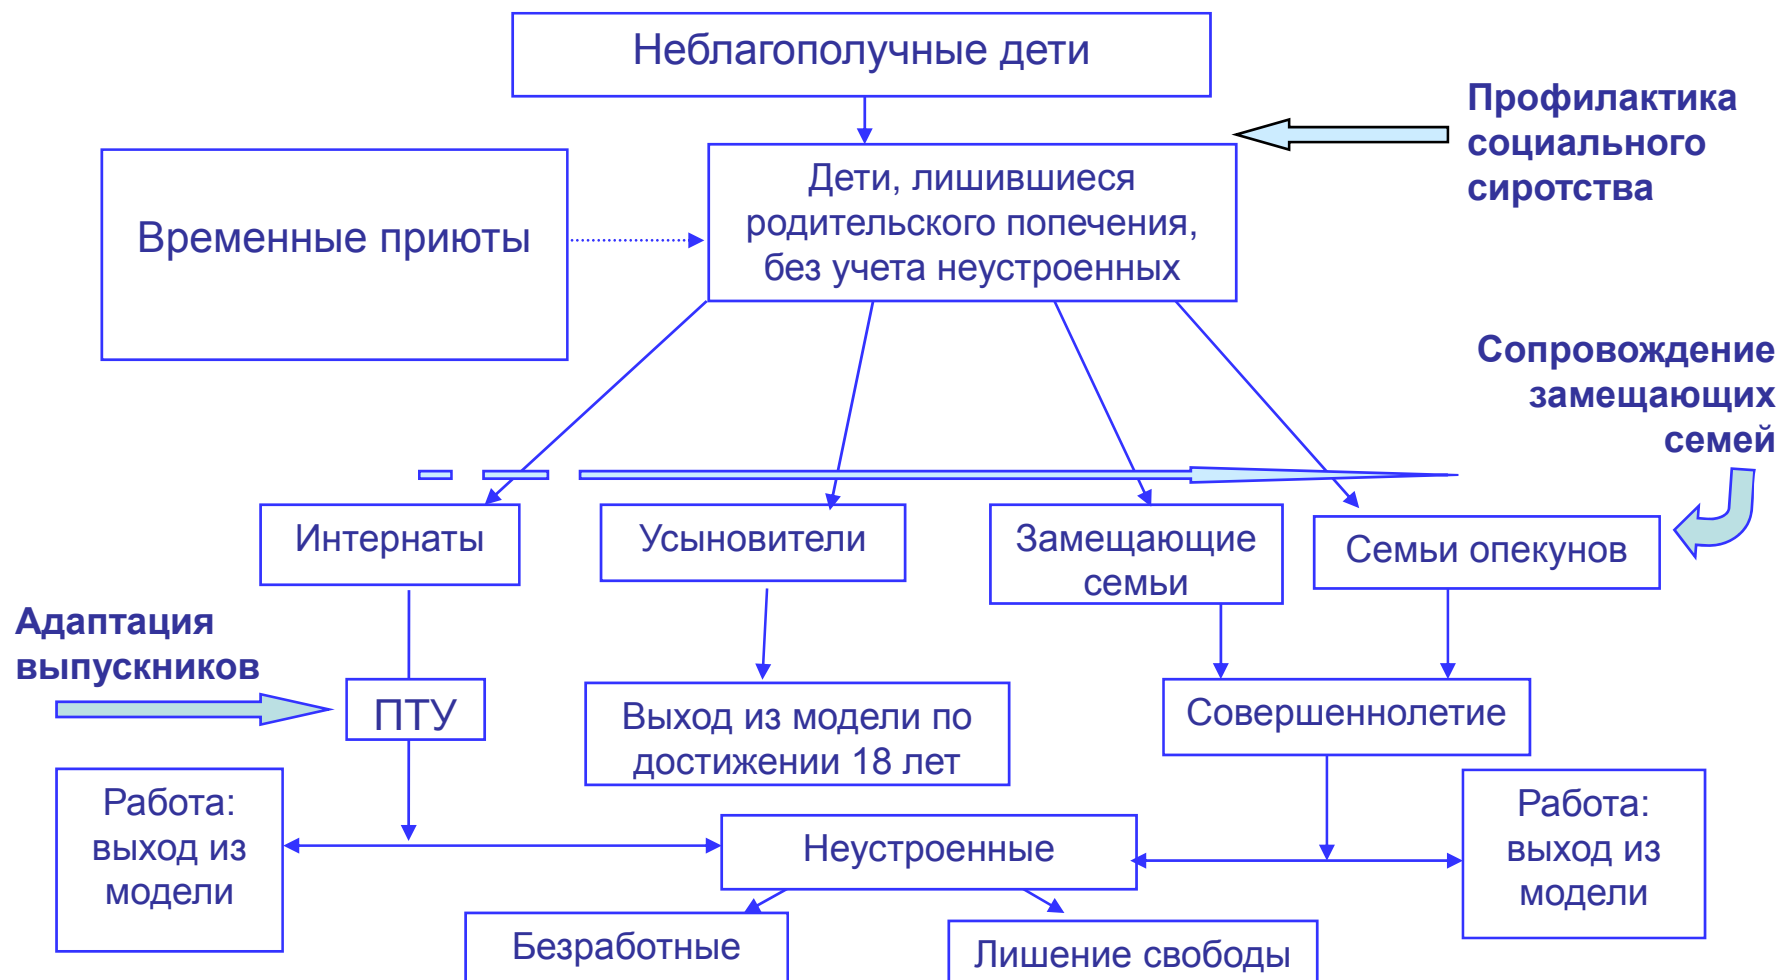 Неблагополучные дети
Профилактика
социального
сиротства
Временные приюты
Дети, лишившиеся
родительского попечения,
без учета неустроенных
Сопровождение
замещающих
семей
Интернаты
Усыновители
Замещающие
семьи
Семьи опекунов
Адаптация
выпускников
ПТУ
Выход из модели по
достижении 18 лет
Совершеннолетие
Работа:
выход из
модели
Неустроенные
Работа:
выход из
модели
Безработные
Лишение свободы